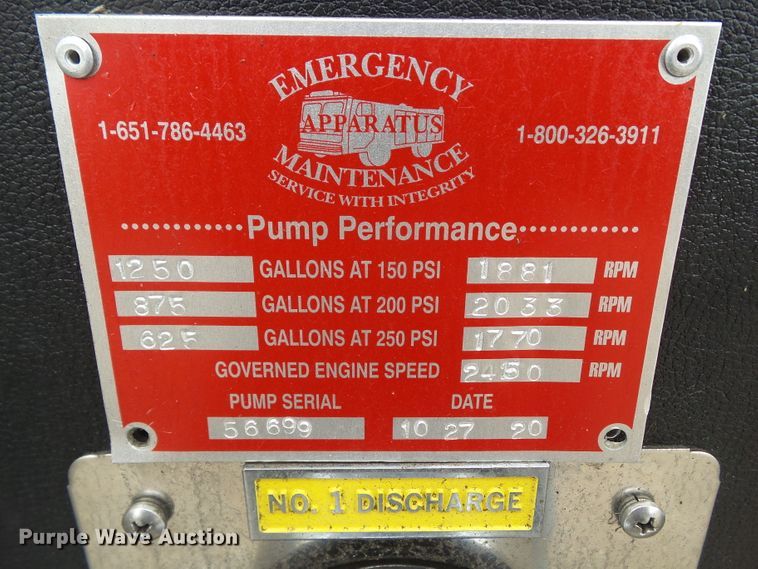 EMERGENCY
APPARATUS
MAINTENANCE
SERVICE WITH INTEGRITY
1-651-786-4463
1-800-326-3911
Pump Performance
1250 GALLONS AT 150 PSI 1881 RPM
875 GALLONS AT 200 PSI 2033 RPM
625 GALLONS AT 250 PSI 1770 RPM
GOVERNED ENGINE SPEED 2450 RPM
PUMP SERIAL DATE
56699 10 27 20
NO. 1 DISCHARGE
Purple Wave Auction